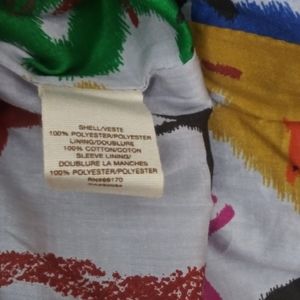 SHELL/VESTE
100% POLYESTER/POLYESTER
LINING/DOUBLURE
100% COTTON/COTON
SLEEVE LINING/
DOUBLURE LA MANCHES
100% POLYESTER/POLYESTER